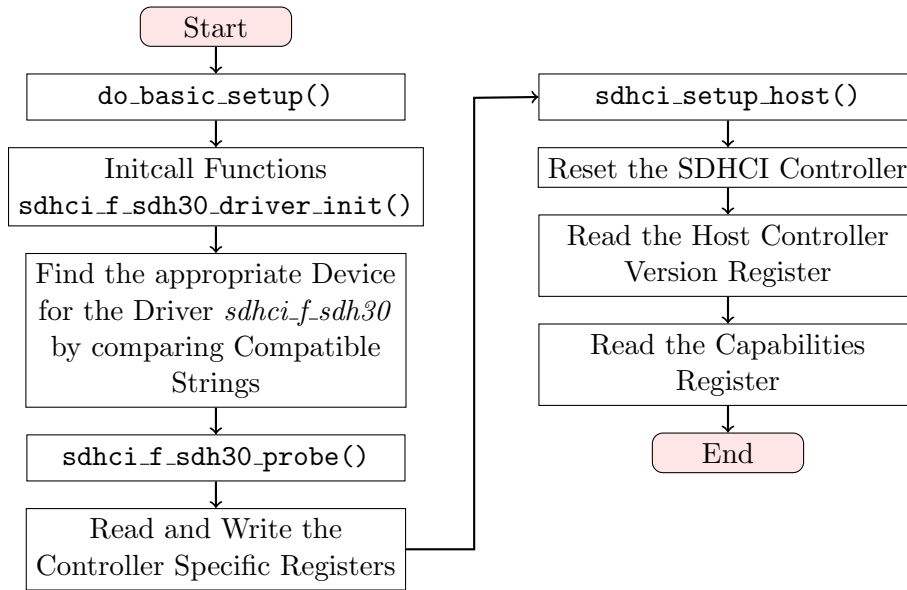 Start
do_basic_setup()
Initcall Functions
sdhci_f_sdh30_driver_init()
Find the appropriate Device
for the Driver sdhci_f_sdh30
by comparing Compatible
Strings
sdhci_f_sdh30_probe()
Read and Write the
Controller Specific Registers
sdhci_setup_host()
Reset the SDHCI Controller
Read the Host Controller
Version Register
Read the Capabilities
Register
End